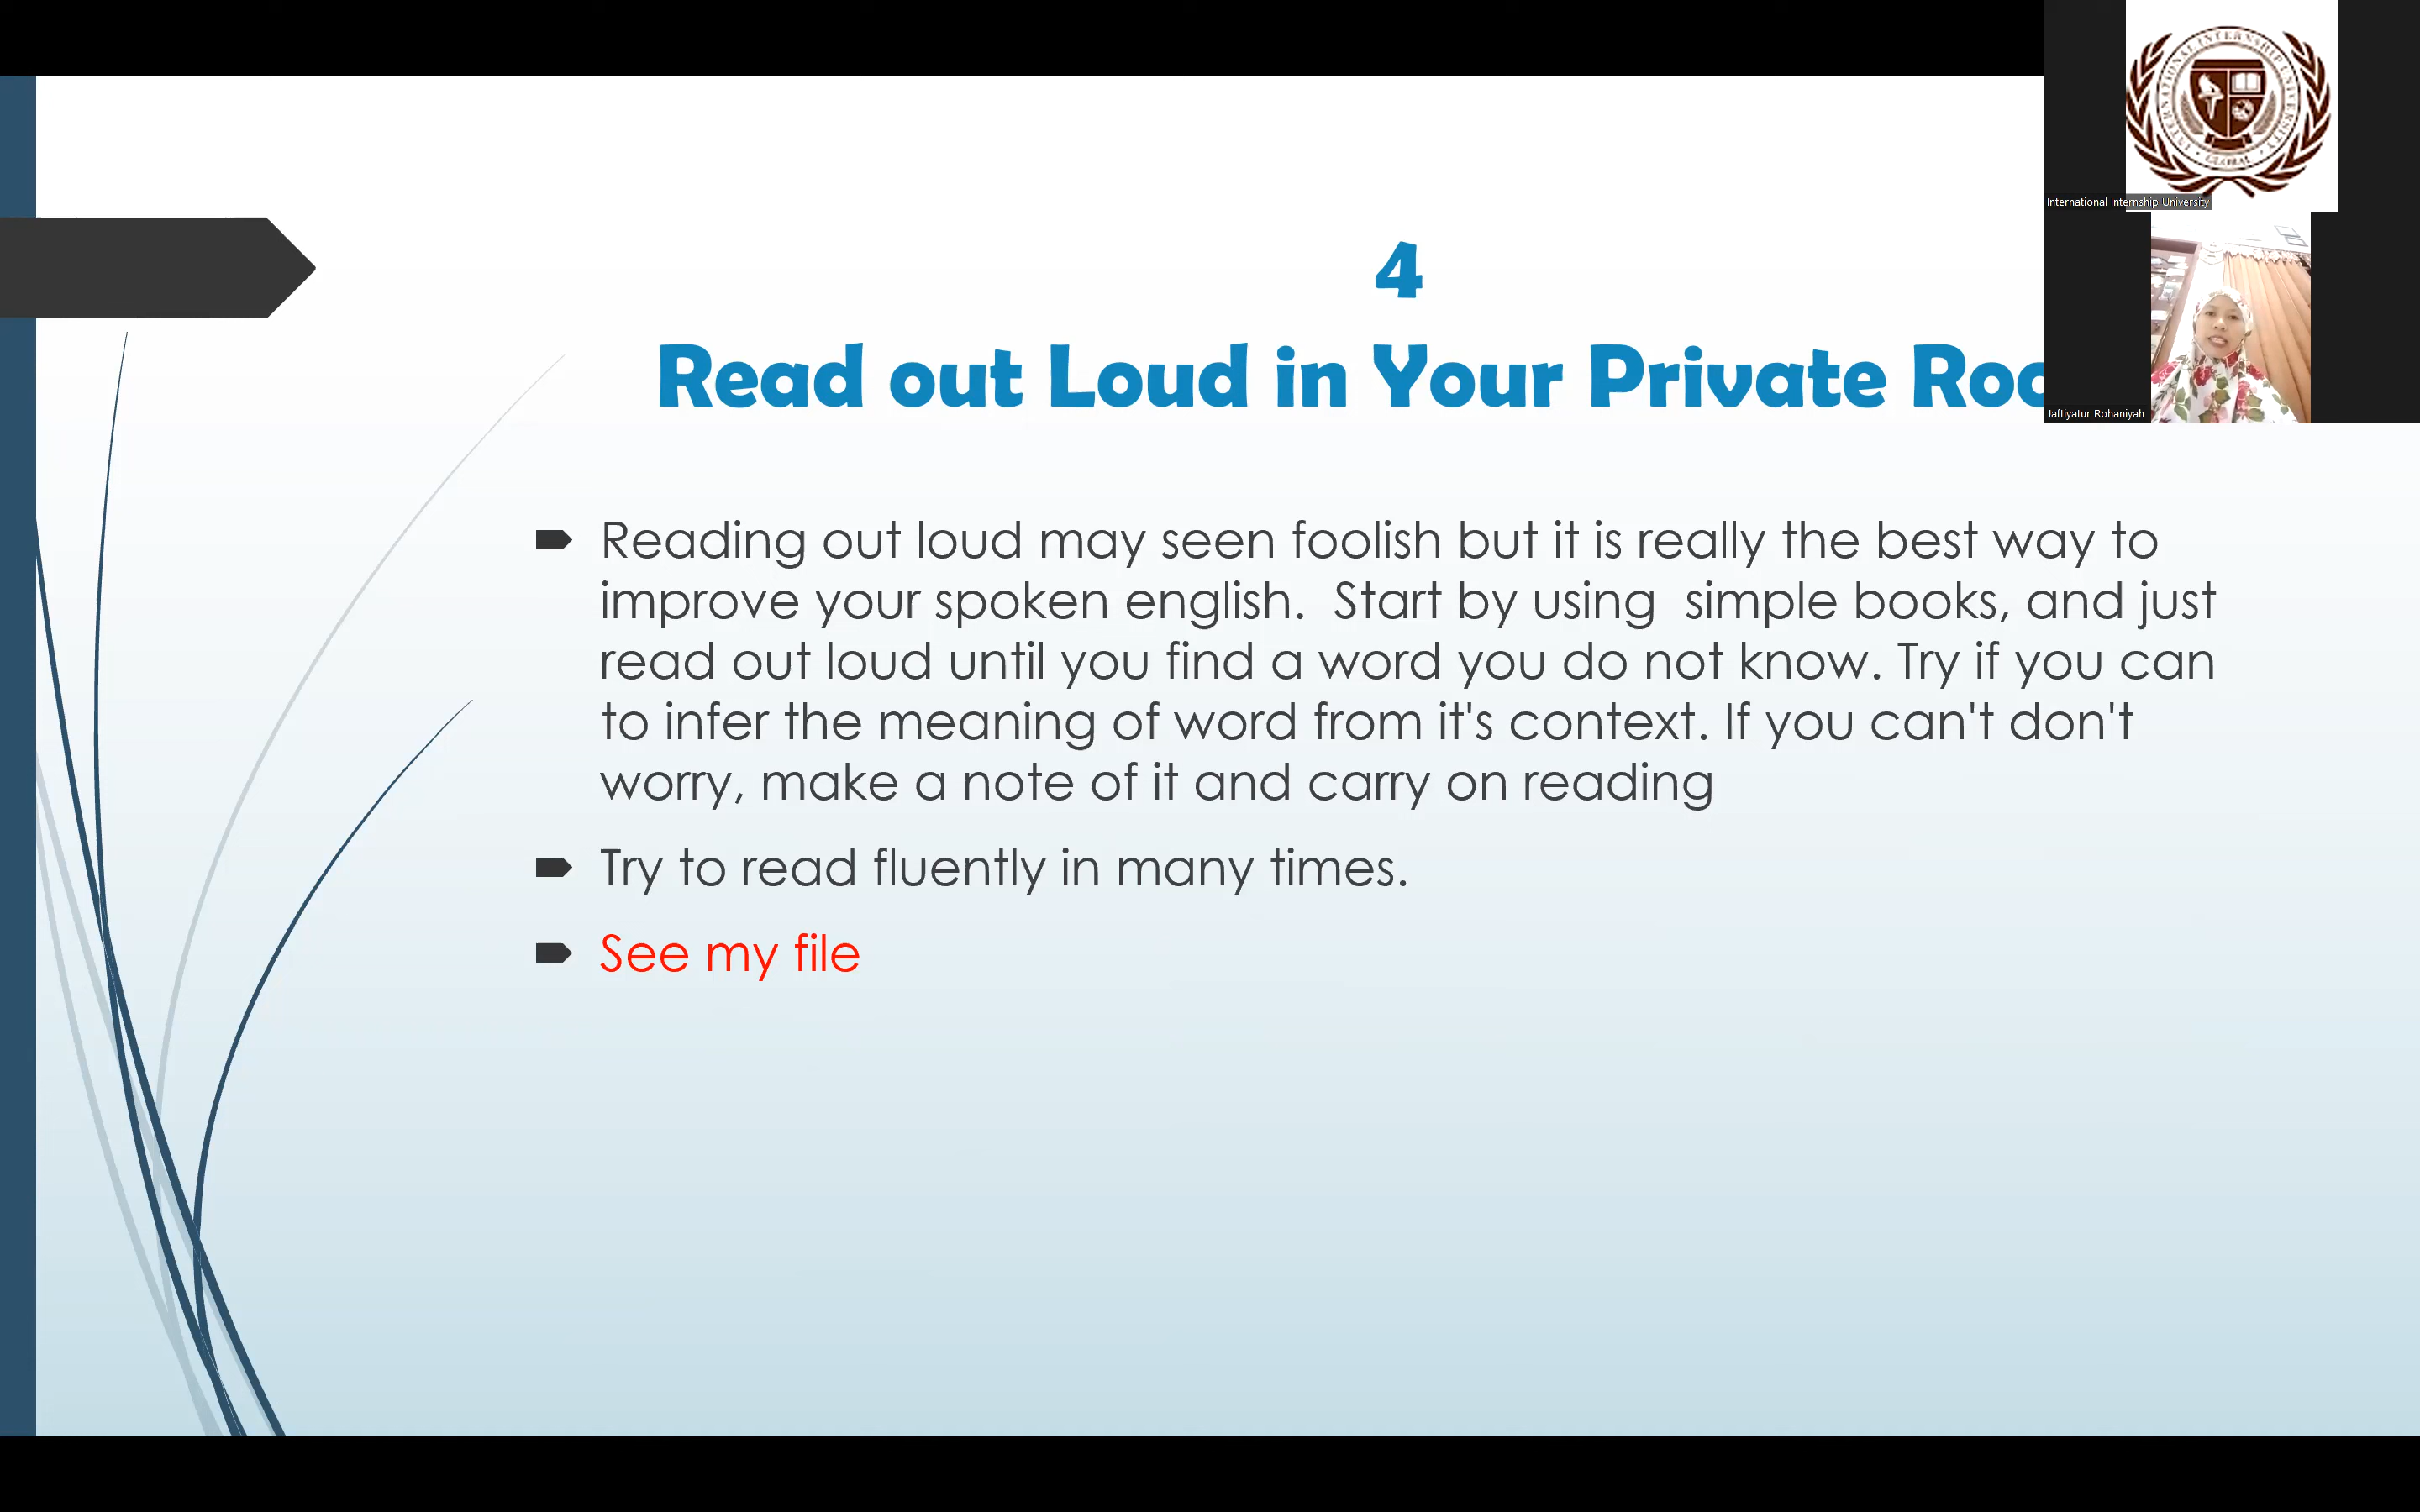 4
Read out Loud in Your Private
Reading out loud may seen foolish but it is really the best way to
improve your spoken english.  Start by using  simple books, and just
read out loud until you find a word you do not know. Try if you can
to infer the meaning of word from it's context. If you can't don't
worry, make a note of it and carry on reading
Try to read fluently in many times.
See my file
INTERNATIONAL INTERNSHIP UNIVERSITY
GLOBAL
International Internship University
Jaftiyatur Rohaniyah